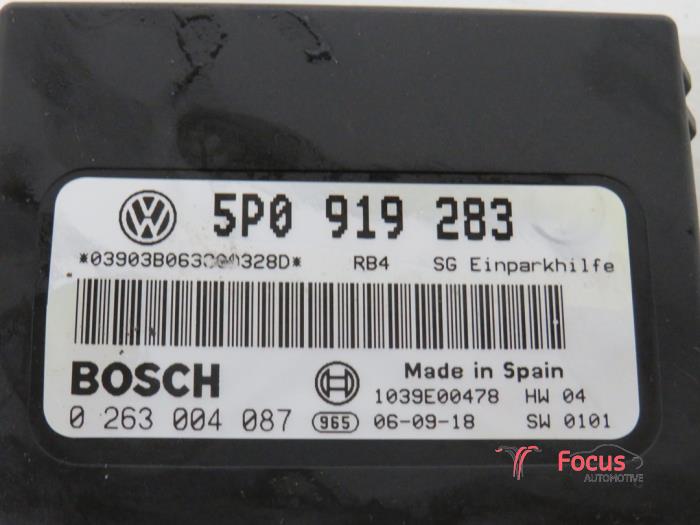 5P0 919 283
RB4 SG Einparkhilfe
BOSCH
Made in Spain
1039E00478 HW 04
0 263 004 087 965 06-09-18 SW 0101
Focus
AUTOMOTIVE